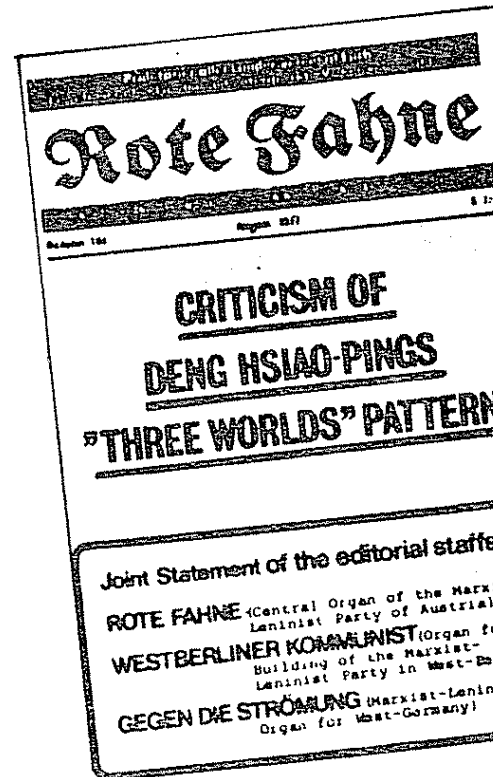 Rote Fahne
CRITICISM OF
DENG HSIAO-PINGS
"THREE WORLDS" PATTERN
Joint Statement of the editorial staffs
ROTE FAHNE (Central Organ of the Marx
Leninist Party of Austria)
WESTBERLINER KOMMUNIST (Organ f
Building of the Marxist-
Leninist Party in West-Be
GEGEN DIE STRÖMUNG (Marxist-Lenin
Organ for West-Germany)